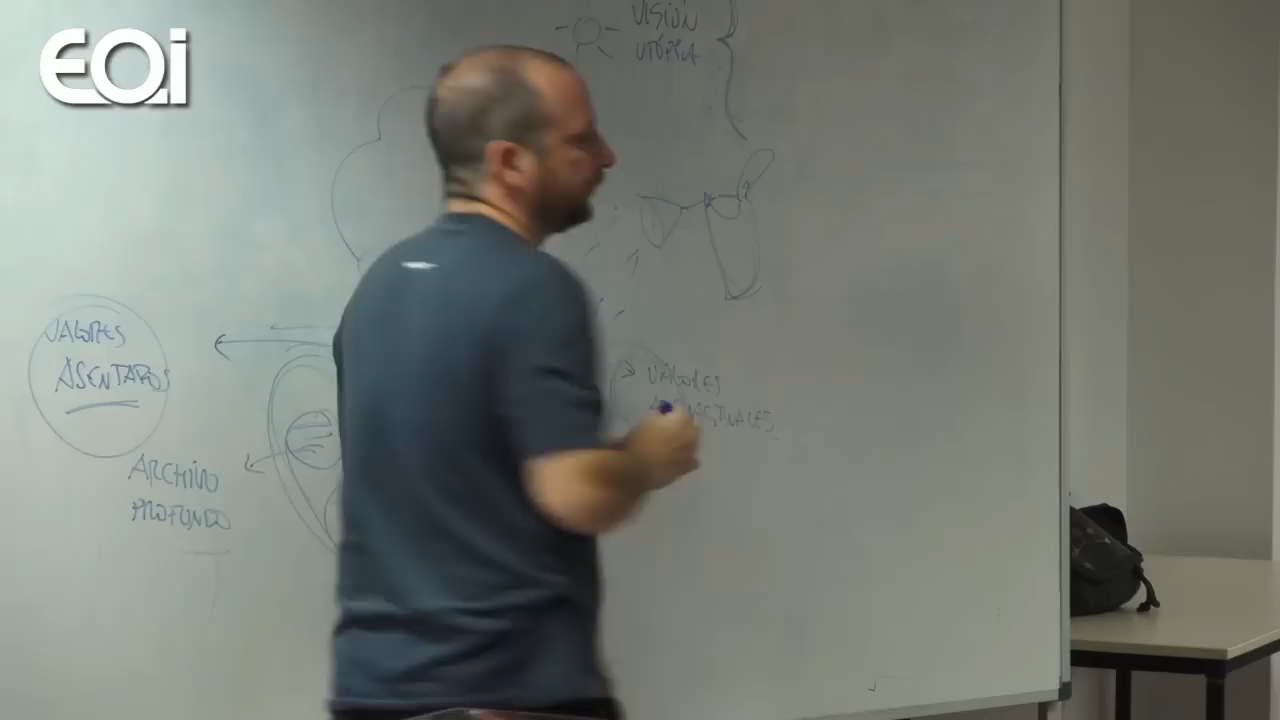 EOi
VISIÓN
UTÓPICA
VALORES
ASENTADOS
ARCHIVO
PROFUNDO
VALORES